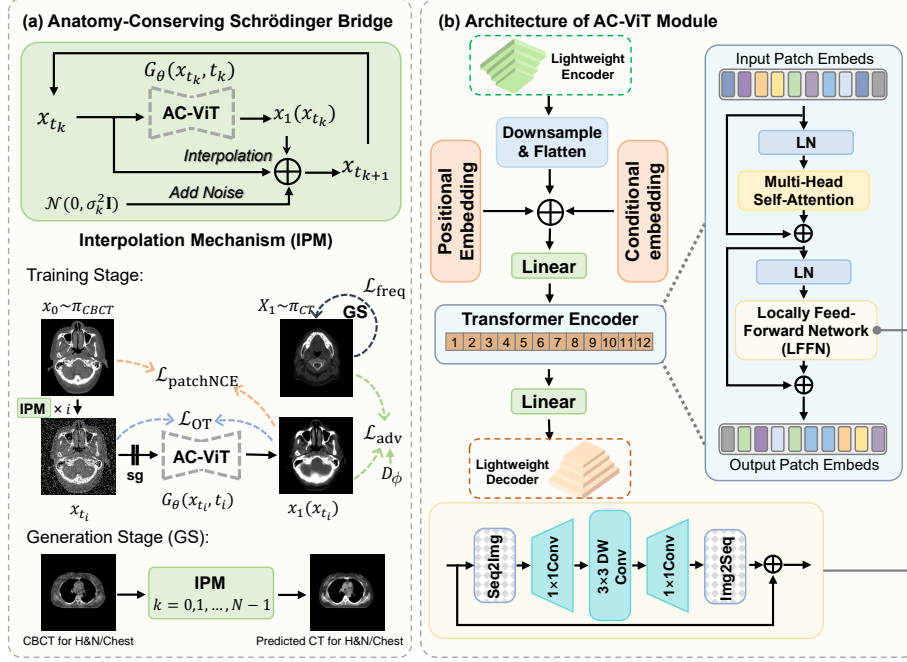 (a) Anatomy-Conserving Schrödinger Bridge
G_θ(x_{t_k}, t_k)
x_{t_k}
AC-ViT
x_1(x_{t_k})
Interpolation
x_{t_{k+1}}
𝒩(0, σ_k^2 I)
Add Noise
Interpolation Mechanism (IPM)
Training Stage:
x_0~π_{CBCT}
X_1~π_{CT}
ℒ_freq
GS
ℒ_patchNCE
IPM × i
ℒ_OT
ℒ_adv
AC-ViT
sg
D_ϕ
x_{t_i}
G_θ(x_{t_i}, t_i)
x_1(x_{t_i})
Generation Stage (GS):
IPM
k = 0,1, …, N − 1
CBCT for H&N/Chest
Predicted CT for H&N/Chest
(b) Architecture of AC-ViT Module
Lightweight
Encoder
Downsample
& Flatten
Positional
Embedding
Conditional
embedding
Linear
Transformer Encoder
1 2 3 4 5 6 7 8 9 10 11 12
Linear
Lightweight
Decoder
Input Patch Embeds
LN
Multi-Head
Self-Attention
LN
Locally Feed-
Forward Network
(LFFN)
Output Patch Embeds
Seq2Img
1×1Conv
3×3 DW
Conv
1×1Conv
Img2Seq